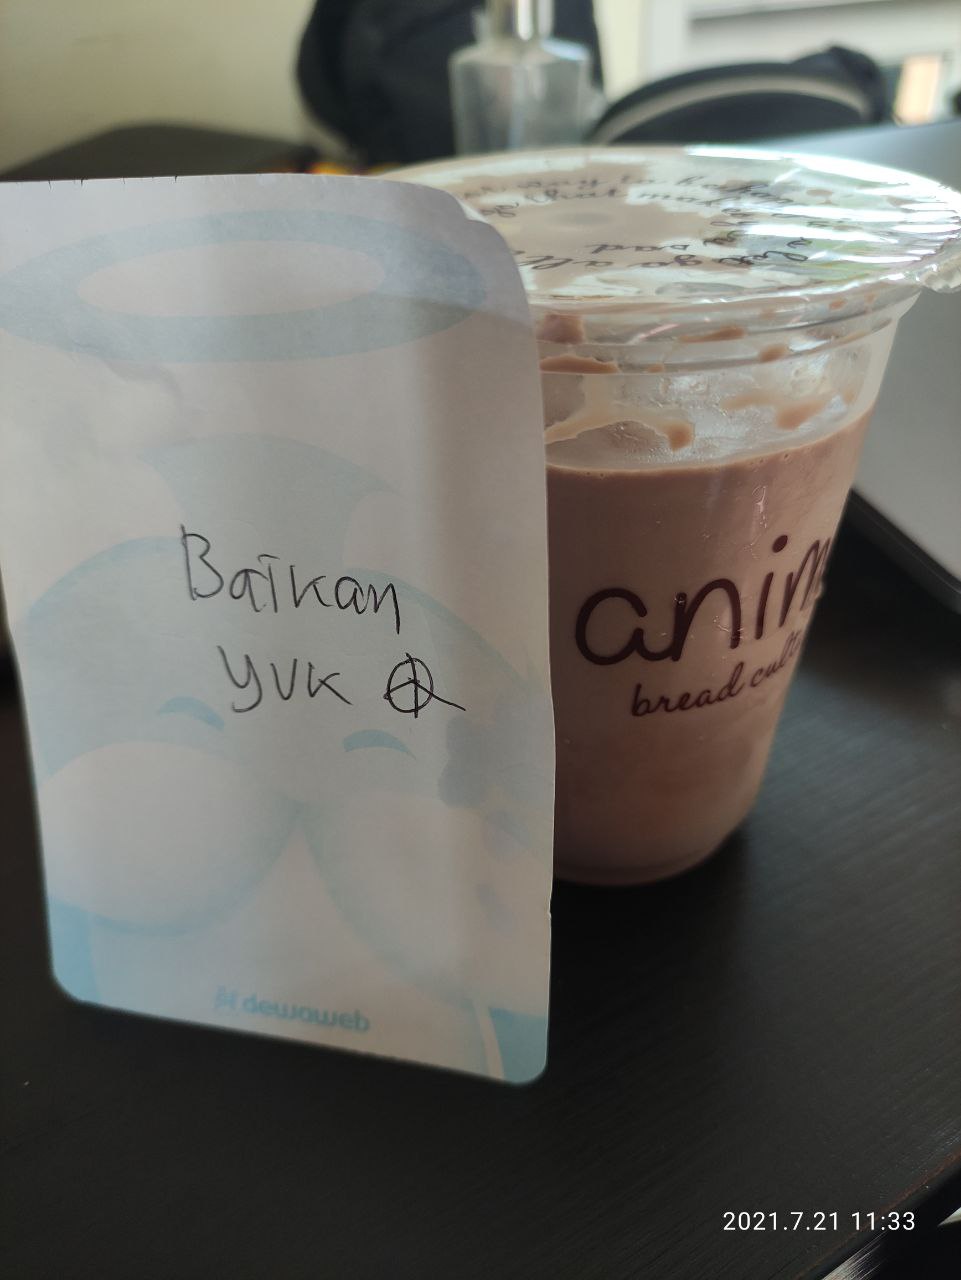 Baikan
yuk
dewaweb
anim
bread cult
2021.7.21 11:33